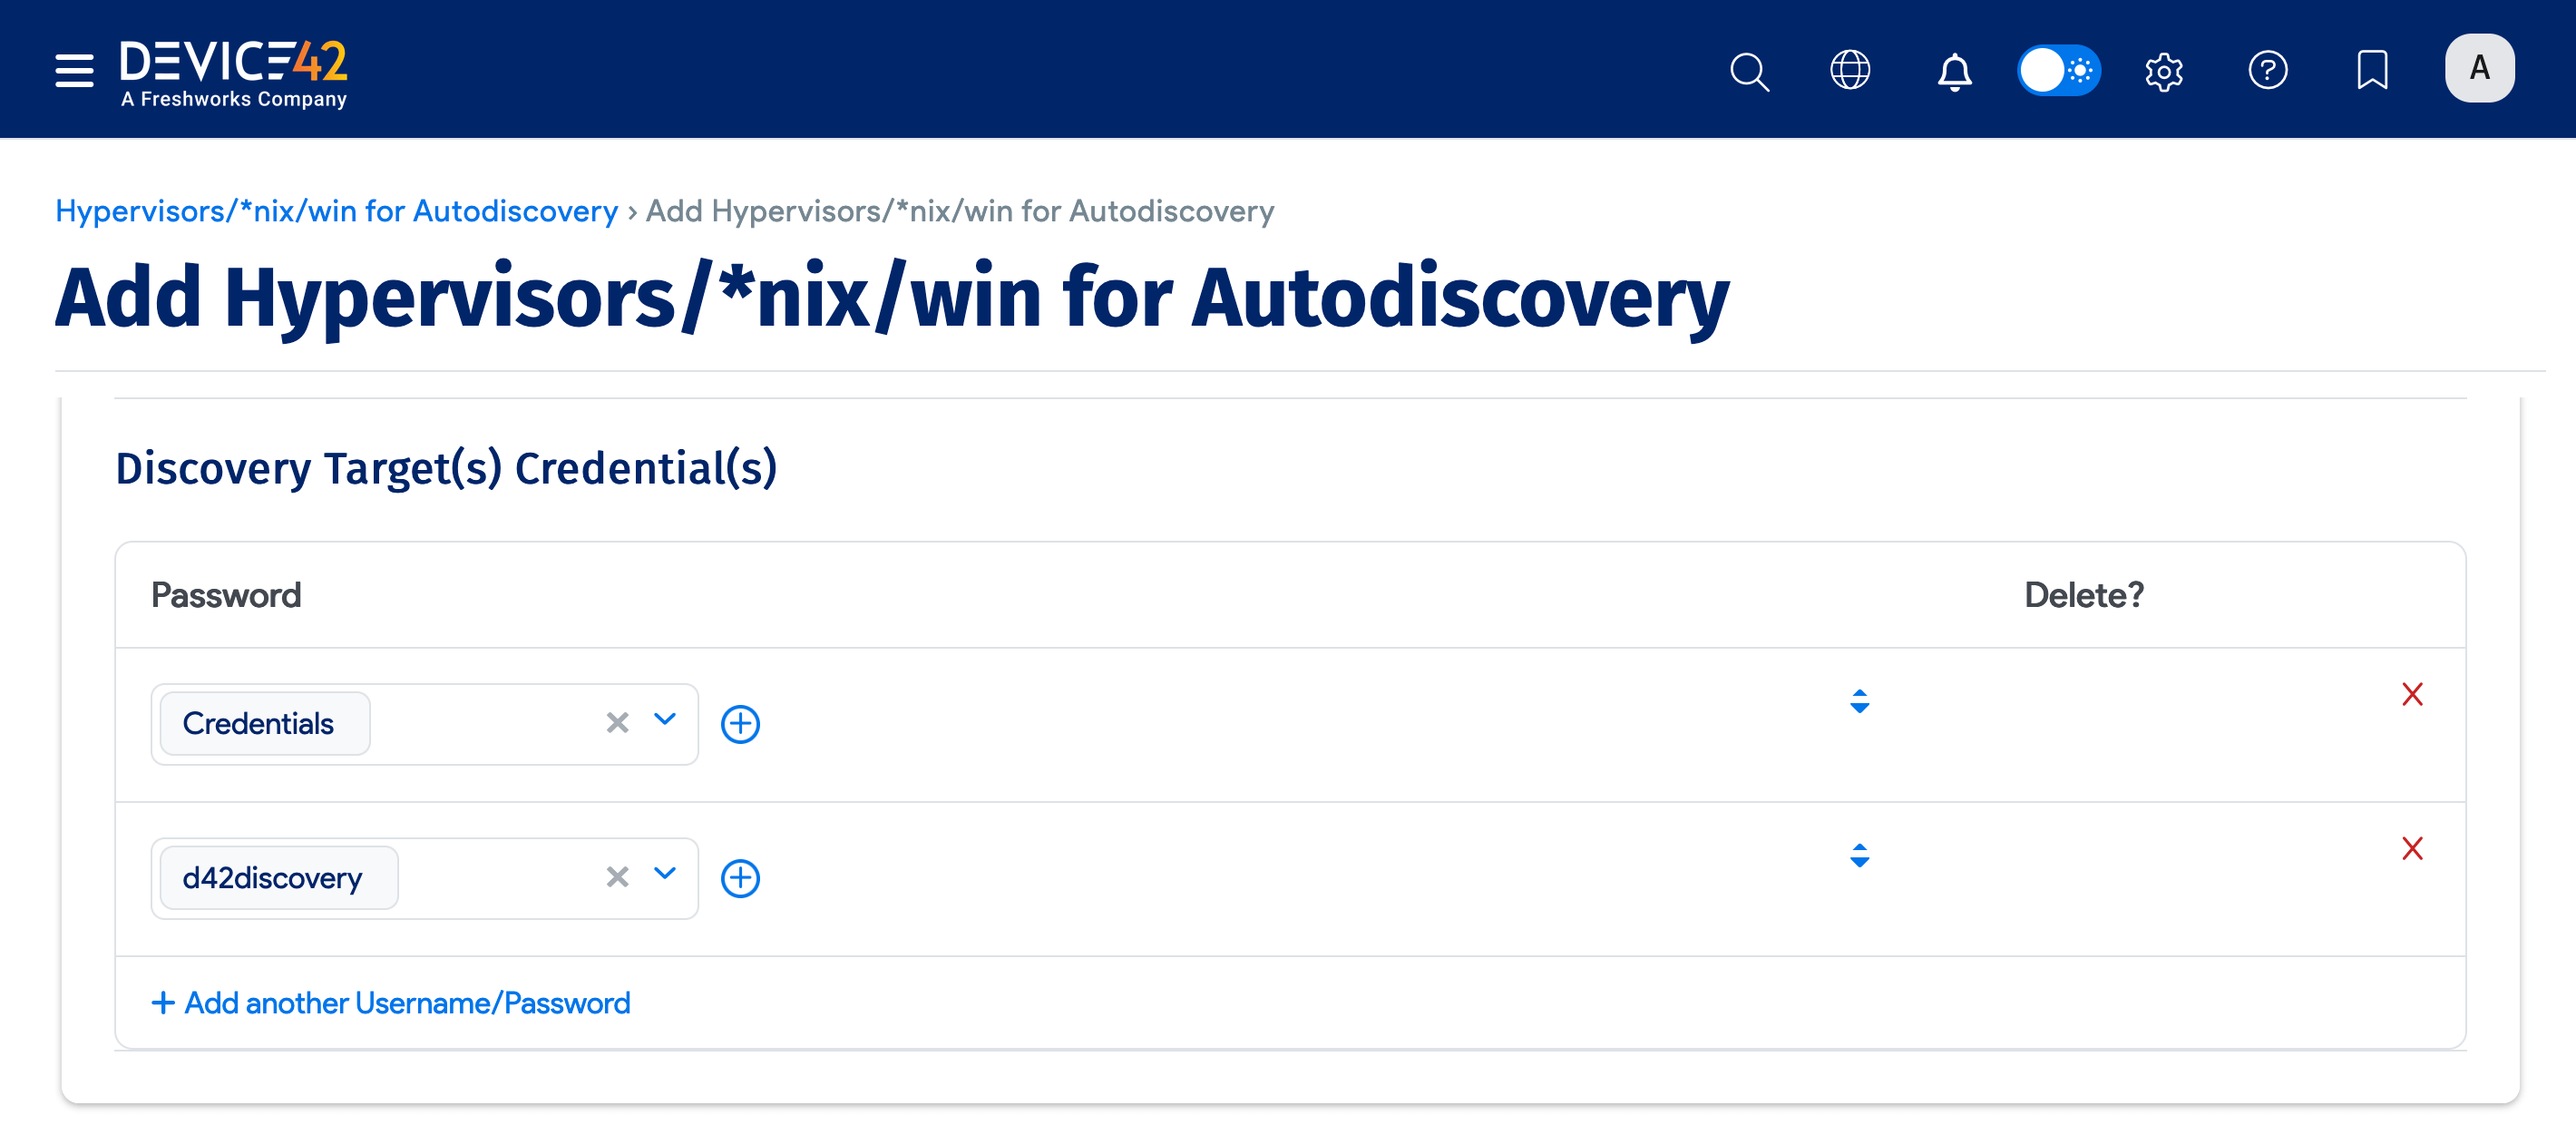 DEVICE42
A Freshworks Company
A
Hypervisors/*nix/win for Autodiscovery › Add Hypervisors/*nix/win for Autodiscovery
Add Hypervisors/*nix/win for Autodiscovery
Discovery Target(s) Credential(s)
Password Delete?
Credentials
d42discovery
+ Add another Username/Password